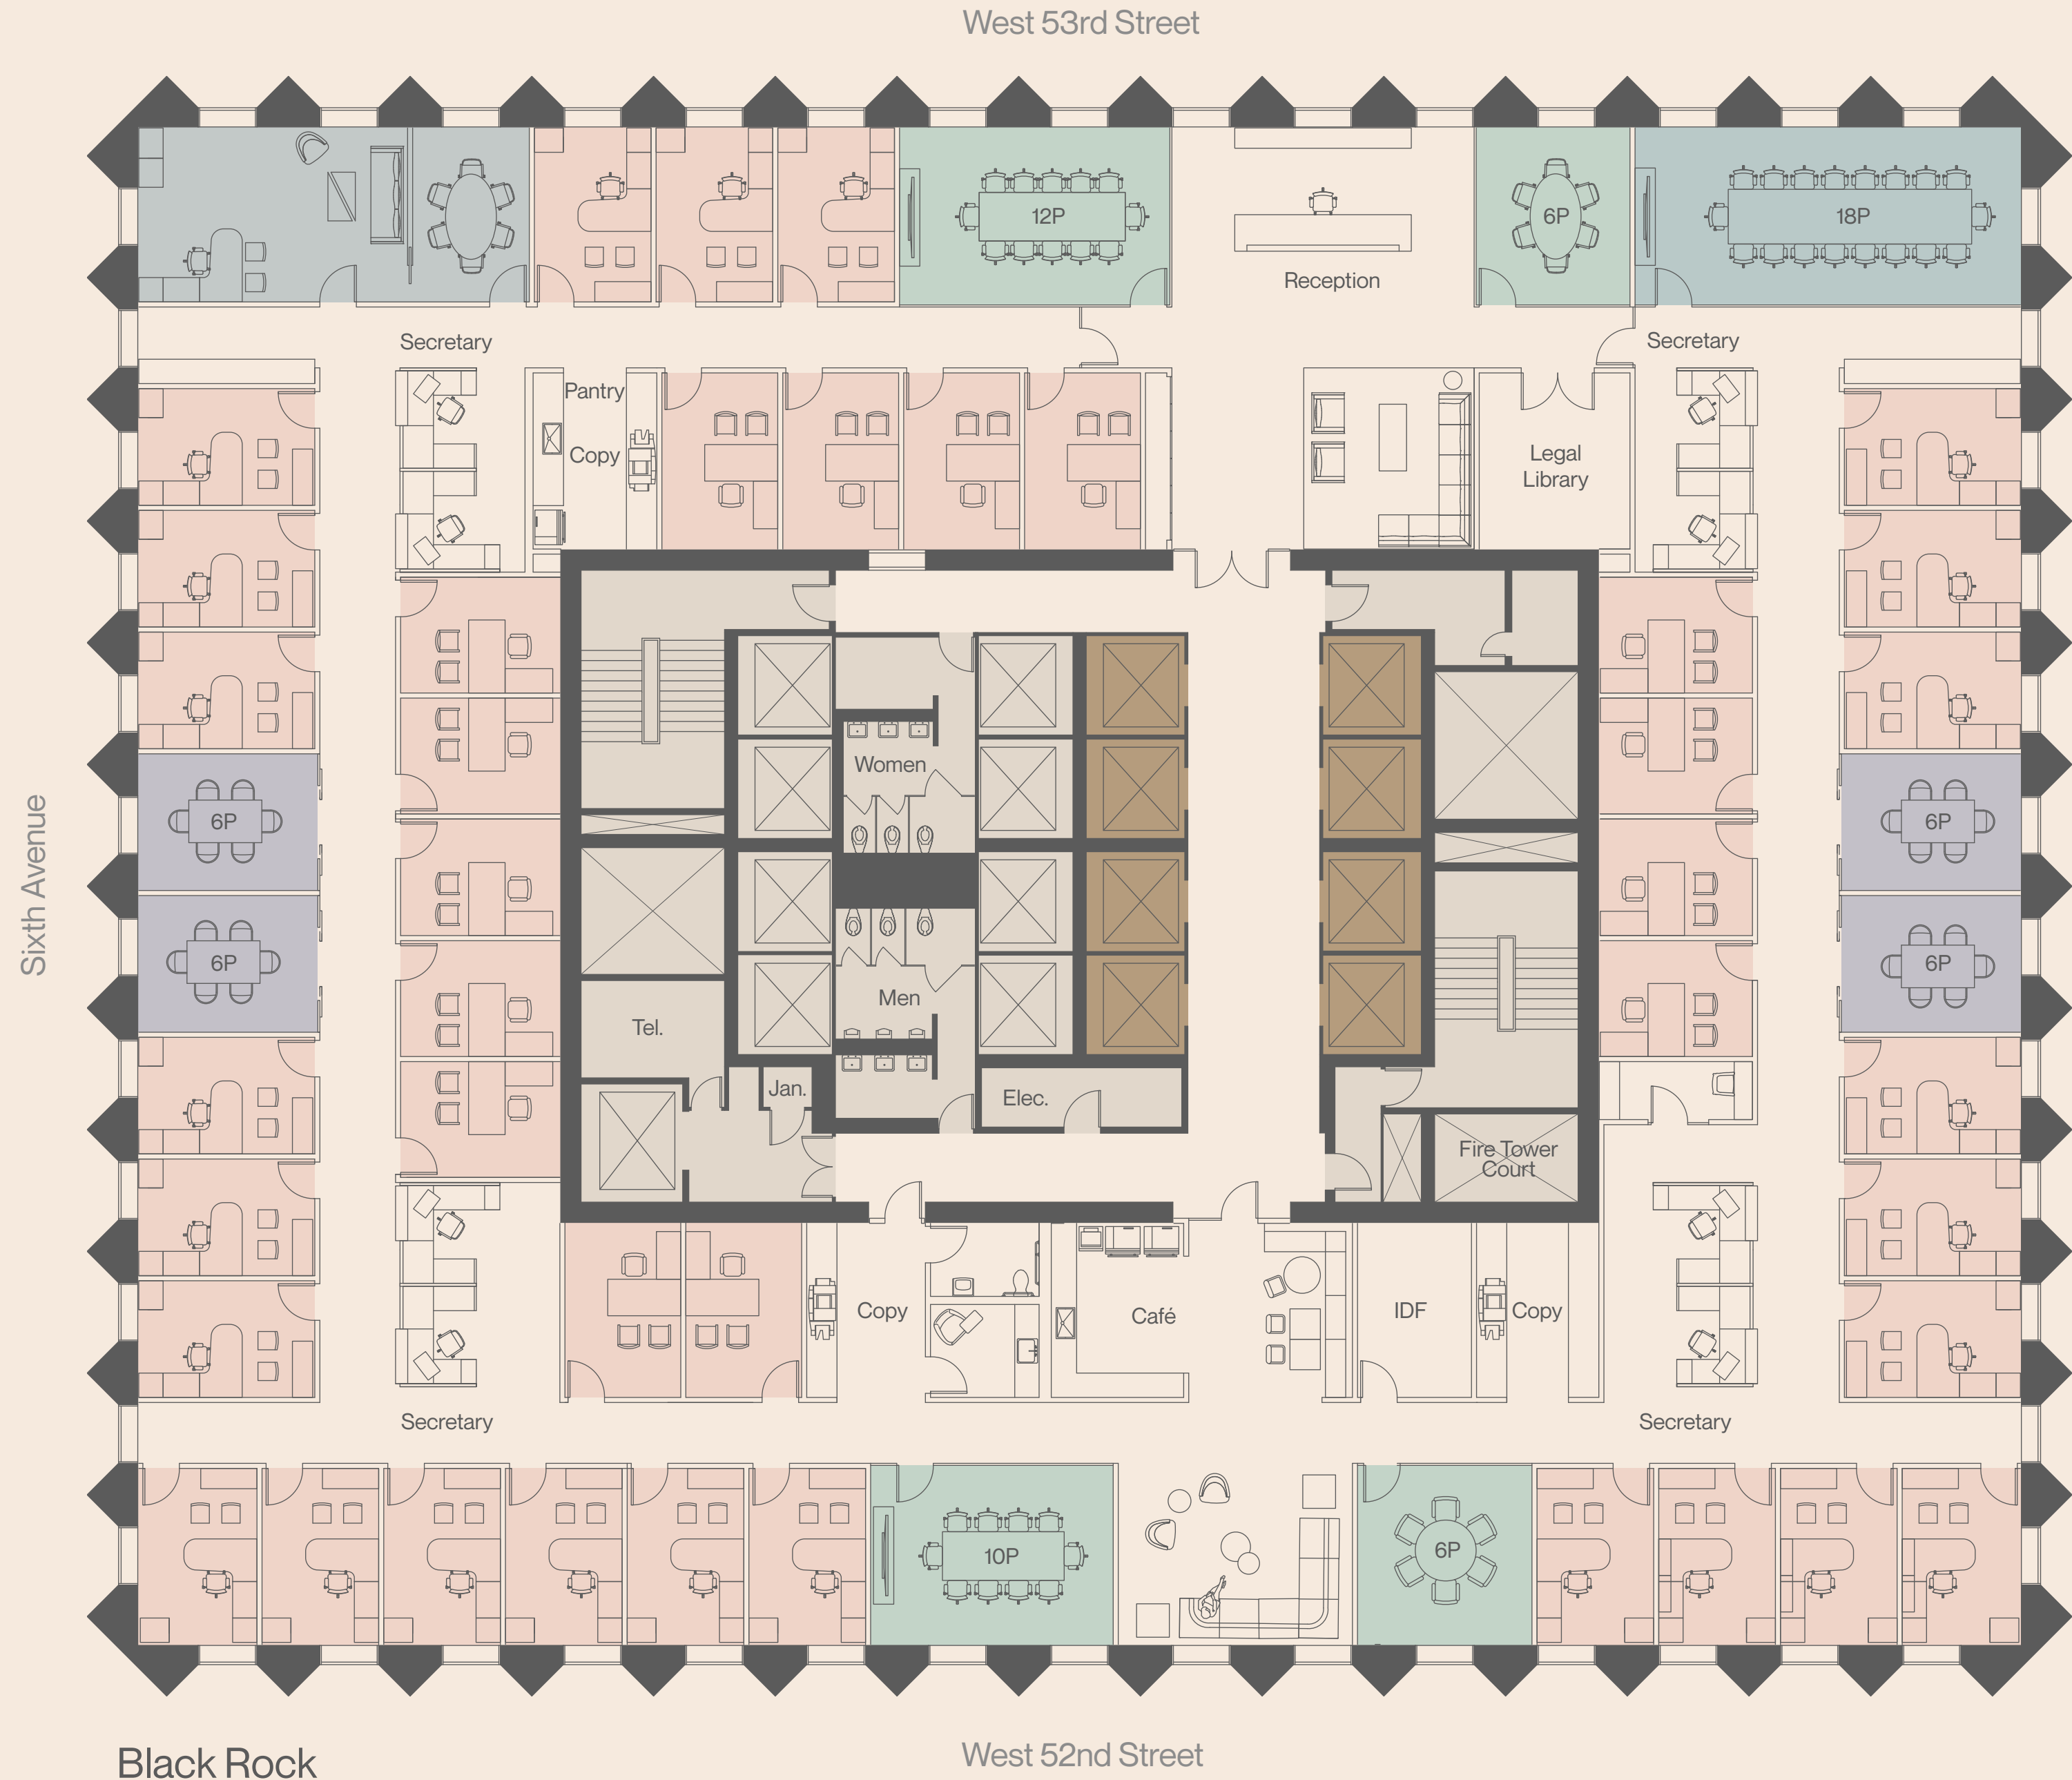 West 53rd Street
12P
6P
18P
Reception
Secretary
Secretary
Pantry
Copy
Legal
Library
Women
6P
6P
Sixth Avenue
6P
6P
Men
Tel.
Jan.
Elec.
Fire Tower
Court
Copy
Café
IDF
Copy
Secretary
Secretary
10P
6P
West 52nd Street
Black Rock